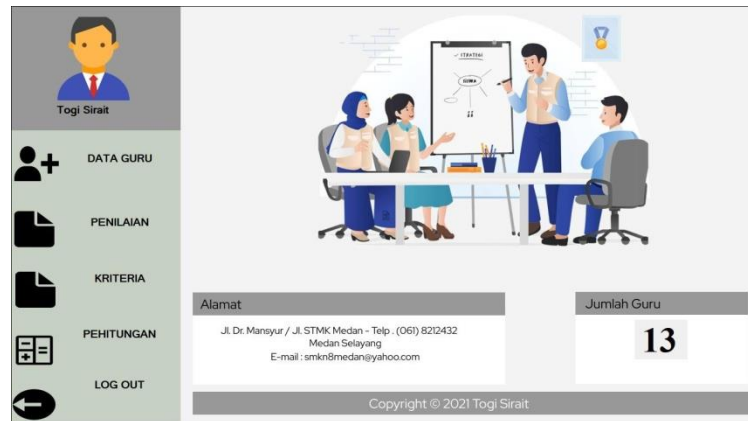 Togi Sirait
DATA GURU
PENILAIAN
KRITERIA
PEHITUNGAN
LOG OUT
Alamat
Jl. Dr. Mansyur / Jl. STMK Medan - Telp . (061) 8212432
Medan Selayang
E-mail : smkn8medan@yahoo.com
Jumlah Guru
13
Copyright © 2021 Togi Sirait